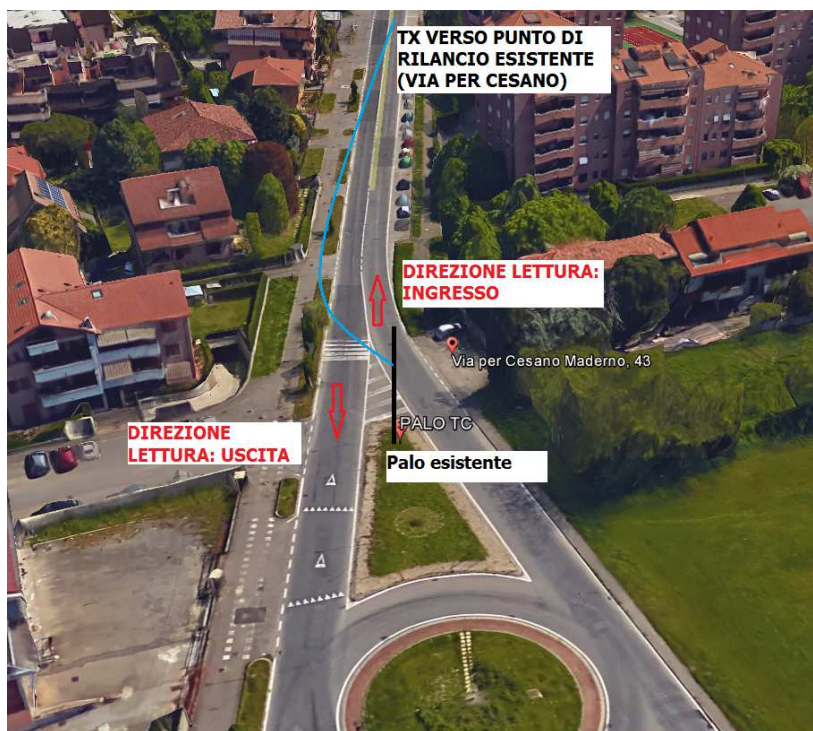 TX VERSO PUNTO DI
RILANCIO ESISTENTE
(VIA PER CESANO)
DIREZIONE LETTURA:
INGRESSO
Via per Cesano Maderno, 43
PALO TC
DIREZIONE
LETTURA: USCITA
Palo esistente